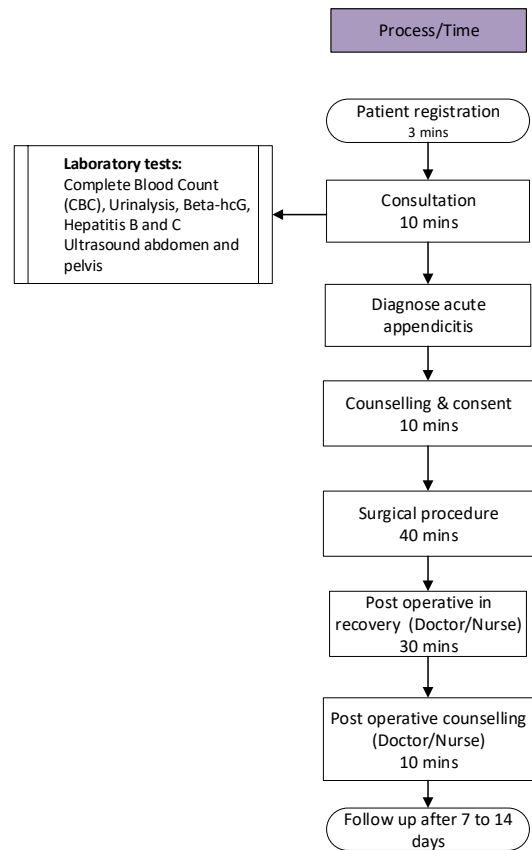 Process/Time
Patient registration
3 mins
Laboratory tests:
Complete Blood Count
(CBC), Urinalysis, Beta-hcG,
Hepatitis B and C
Ultrasound abdomen and
pelvis
Consultation
10 mins
Diagnose acute
appendicitis
Counselling & consent
10 mins
Surgical procedure
40 mins
Post operative in
recovery (Doctor/Nurse)
30 mins
Post operative counselling
(Doctor/Nurse)
10 mins
Follow up after 7 to 14
days